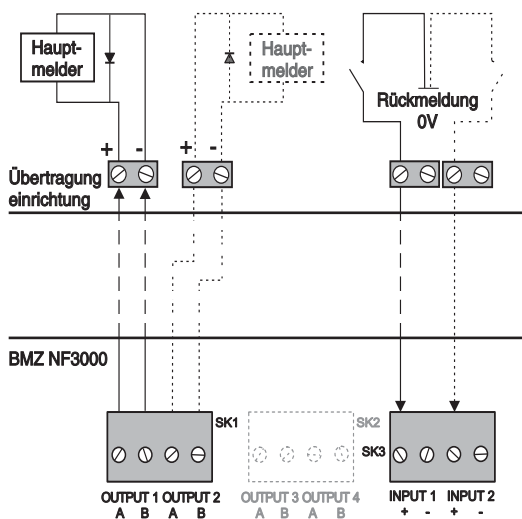 Haupt-
melder
Haupt-
melder
Rückmeldung
0V
+ -
+ -
Übertragung
einrichtung
BMZ NF3000
SK1
SK2
SK3
OUTPUT 1 OUTPUT 2
A B A B
OUTPUT 3 OUTPUT 4
A B A B
INPUT 1 INPUT 2
+ - + -